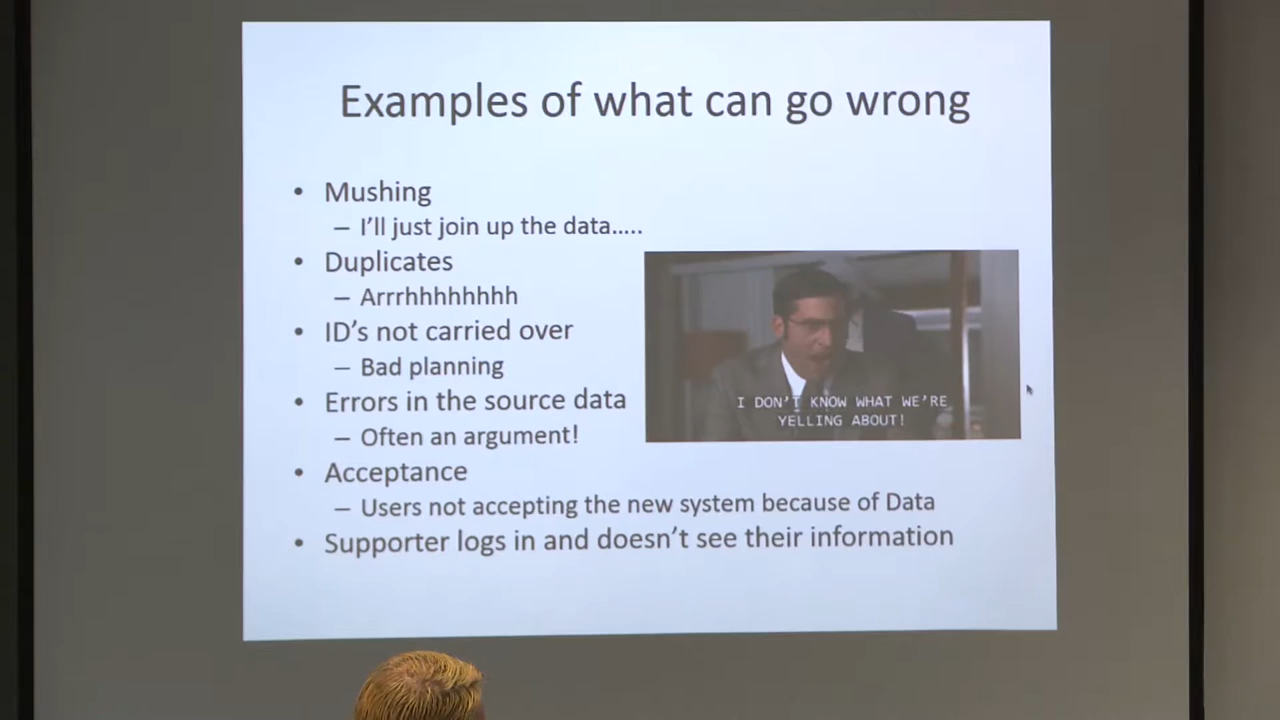 Examples of what can go wrong
• Mushing
– I'll just join up the data.....
• Duplicates
– Arrrhhhhhhhh
• ID's not carried over
– Bad planning
• Errors in the source data
– Often an argument!
I DON'T KNOW WHAT WE'RE
YELLING ABOUT!
• Acceptance
– Users not accepting the new system because of Data
• Supporter logs in and doesn't see their information